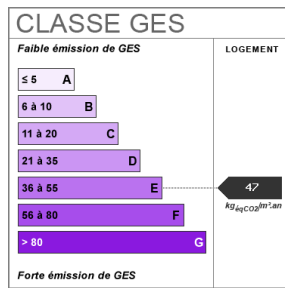 CLASSE GES
Faible émission de GES
LOGEMENT
≤ 5 A
6 à 10 B
11 à 20 C
21 à 35 D
36 à 55 E
47
kgéqCO2/m².an
56 à 80 F
> 80 G
Forte émission de GES